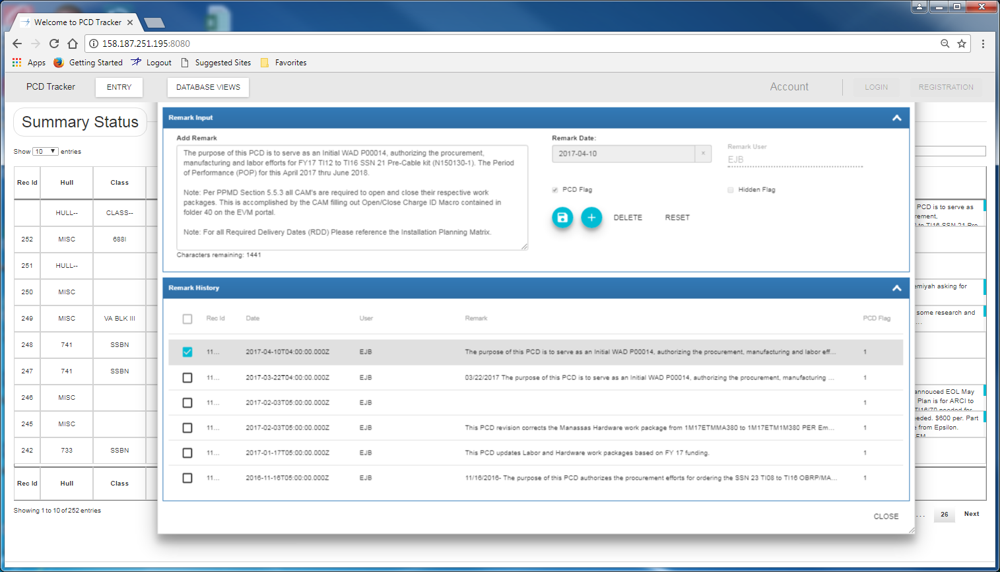 Welcome to PCD Tracker
158.187.251.195:8080
Apps Getting Started Logout Suggested Sites Favorites
PCD Tracker ENTRY DATABASE VIEWS Account LOGIN REGISTRATION
Summary Status
Show 10 entries
Rec Id Hull Class
HULL-- CLASS--
252 MISC 688I
251 HULL--
250 MISC
249 MISC VA BLK III
248 741 SSBN
247 741 SSBN
246 MISC
245 MISC
242 733 SSBN
Rec Id Hull Class
Showing 1 to 10 of 252 entries
Remark Input
Add Remark
The purpose of this PCD is to serve as an Initial WAD P00014, authorizing the procurement,
manufacturing and labor efforts for FY17 TI12 to TI16 SSN 21 Pre-Cable kit (N150130-1). The Period
of Performance (POP) for this April 2017 thru June 2018.
Note: Per PPMD Section 5.5.3 all CAM's are required to open and close their respective work
packages. This is accomplished by the CAM filling out Open/Close Charge ID Macro contained in
folder 40 on the EVM portal.
Note: For all Required Delivery Dates (RDD) Please reference the Installation Planning Matrix.
Characters remaining: 1441
Remark Date:
2017-04-10 ×
Remark User
EJB
PCD Flag
Hidden Flag
DELETE RESET
Remark History
Rec Id Date User Remark PCD Flag
11... 2017-04-10T04:00:00.000Z EJB The purpose of this PCD is to serve as an Initial WAD P00014, authorizing the procurement, manufacturing and labor eff... 1
11... 2017-03-22T04:00:00.000Z EJB 03/22/2017 The purpose of this PCD is to serve as an Initial WAD P00014, authorizing the procurement, manufacturing ... 1
11... 2017-02-03T05:00:00.000Z EJB 1
11... 2017-02-03T05:00:00.000Z EJB This PCD revision corrects the Manassas Hardware work package from 1M17ETMMA380 to 1M17ETM1M380 PER Em... 1
11... 2017-01-17T05:00:00.000Z EJB This PCD updates Labor and Hardware work packages based on FY 17 funding. 1
11... 2016-11-16T05:00:00.000Z EJB 11/16/2016- The purpose of this PCD authorizes the procurement efforts for ordering the SSN 23 TI08 to TI16 OBRP/MA... 1
CLOSE
PCD is to serve as
rement,
to TI16 SSN 21 Pre
emiyah asking for
some research and
...
annouced EOL May
Plan is for ARCI to
TI16/20 needed for
eeded. $600 per. Part
e from Epsilon.
... 26 Next